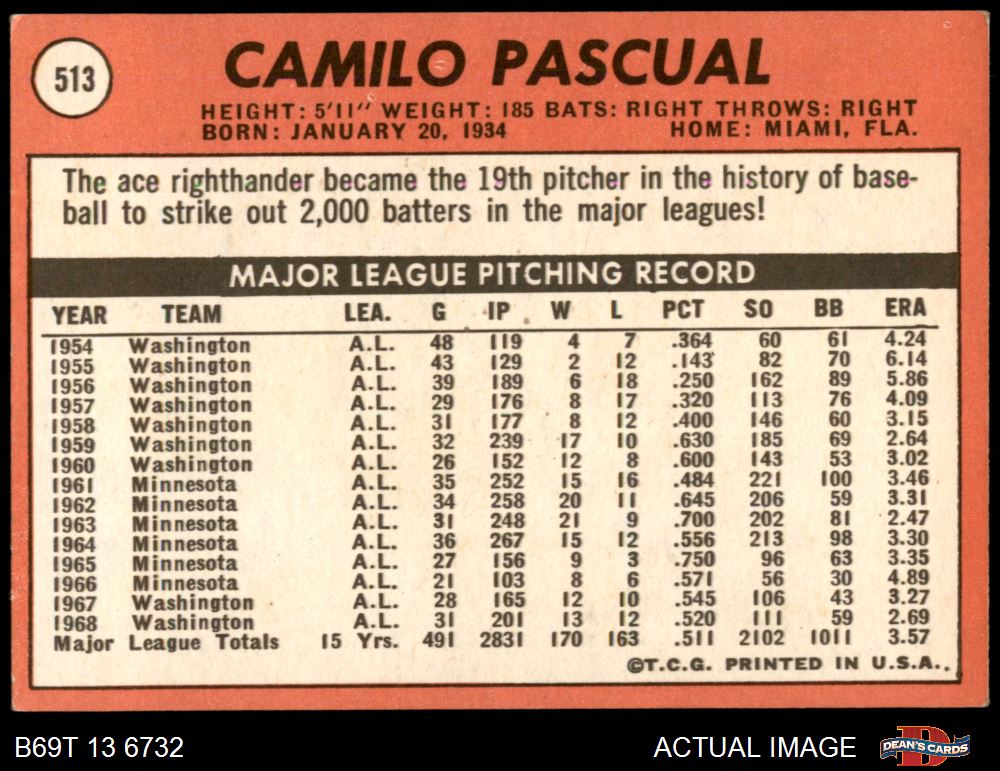 513
CAMILO PASCUAL
HEIGHT: 5'11" WEIGHT: 185 BATS: RIGHT THROWS: RIGHT
BORN: JANUARY 20, 1934 HOME: MIAMI, FLA.
The ace righthander became the 19th pitcher in the history of base-
ball to strike out 2,000 batters in the major leagues!
MAJOR LEAGUE PITCHING RECORD
YEAR TEAM LEA. G IP W L PCT SO BB ERA
1954 Washington A.L. 48 119 4 7 .364 60 61 4.24
1955 Washington A.L. 43 129 2 12 .143 82 70 6.14
1956 Washington A.L. 39 189 6 18 .250 162 89 5.86
1957 Washington A.L. 29 176 8 17 .320 113 76 4.09
1958 Washington A.L. 31 177 8 12 .400 146 60 3.15
1959 Washington A.L. 32 239 17 10 .630 185 69 2.64
1960 Washington A.L. 26 152 12 8 .600 143 53 3.02
1961 Minnesota A.L. 35 252 15 16 .484 221 100 3.46
1962 Minnesota A.L. 34 258 20 11 .645 206 59 3.31
1963 Minnesota A.L. 31 248 21 9 .700 202 81 2.47
1964 Minnesota A.L. 36 267 15 12 .556 213 98 3.30
1965 Minnesota A.L. 27 156 9 3 .750 96 63 3.35
1966 Minnesota A.L. 21 103 8 6 .571 56 30 4.89
1967 Washington A.L. 28 165 12 10 .545 106 43 3.27
1968 Washington A.L. 31 201 13 12 .520 111 59 2.69
Major League Totals 15 Yrs. 491 2831 170 163 .511 2102 1011 3.57
©T.C.G. PRINTED IN U.S.A.
B69T 13 6732 ACTUAL IMAGE DEAN'S CARDS